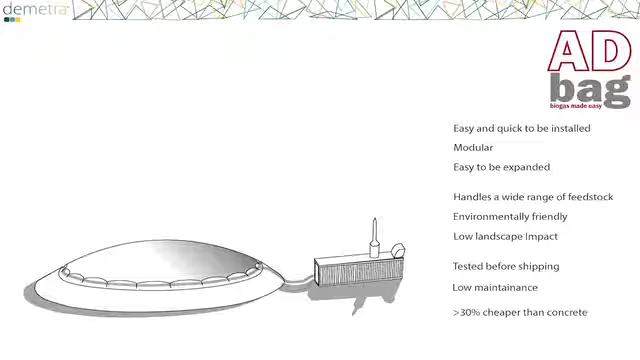 demetra
AD
bag
biogas made easy
Easy and quick to be installed
Modular
Easy to be expanded
Handles a wide range of feedstock
Environmentally friendly
Low landscape Impact
Tested before shipping
Low maintainance
>30% cheaper than concrete